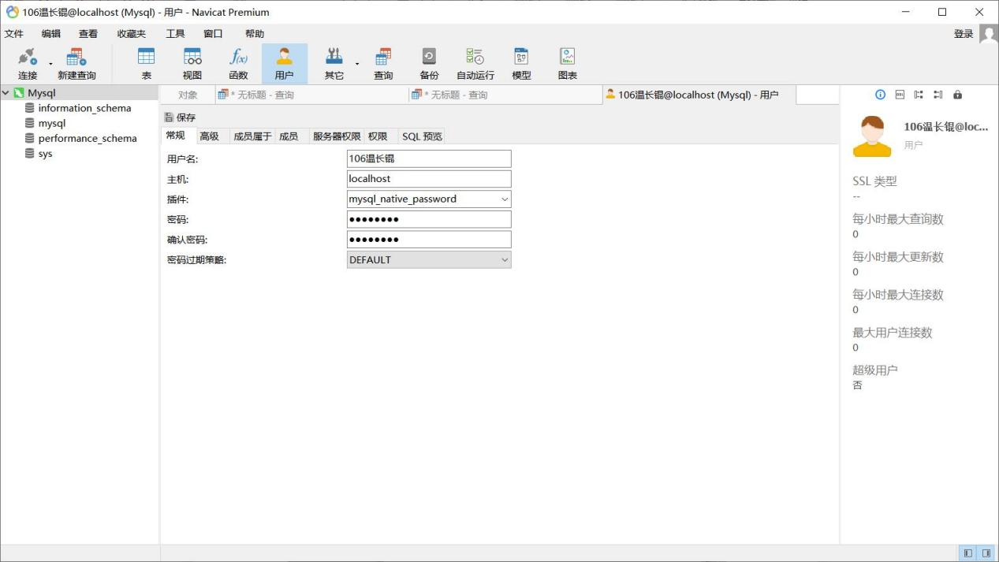 106温长锟@localhost (Mysql) - 用户 - Navicat Premium
文件 编辑 查看 收藏夹 工具 窗口 帮助 登录
连接 新建查询 表 视图 函数 用户 其它 查询 备份 自动运行 模型 图表
f(x)
Mysql
information_schema
mysql
performance_schema
sys
对象 * 无标题 - 查询 * 无标题 - 查询 106温长锟@localhost (Mysql) - 用户
保存
常规 高级 成员属于 成员 服务器权限 权限 SQL 预览
用户名: 106温长锟
主机: localhost
插件: mysql_native_password
密码: ●●●●●●●●
确认密码: ●●●●●●●●
密码过期策略: DEFAULT
106温长锟@loc...
用户
SSL 类型
--
每小时最大查询数
0
每小时最大更新数
0
每小时最大连接数
0
最大用户连接数
0
超级用户
否